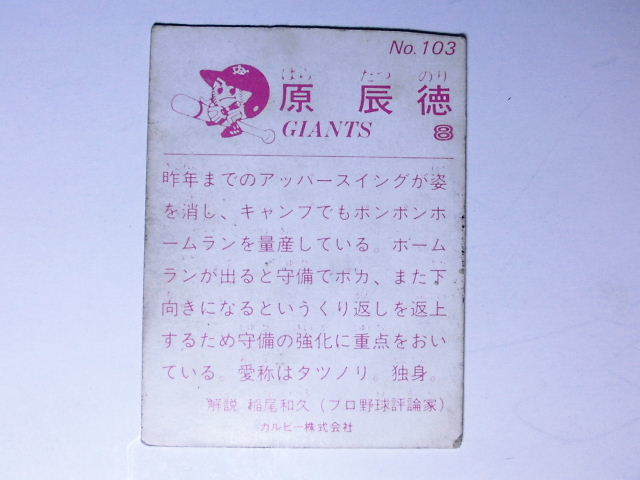 No.103
はら たつ のり
原 辰徳
GIANTS 8
昨年までのアッパースイングが姿
を消し、キャンプでもポンポンホ
ームランを量産している。ホーム
ランが出ると守備でポカ、また下
向きになるというくり返しを返上
するため守備の強化に重点をおい
ている。愛称はタツノリ。独身。
解説 稲尾和久(プロ野球評論家)
カルビー株式会社